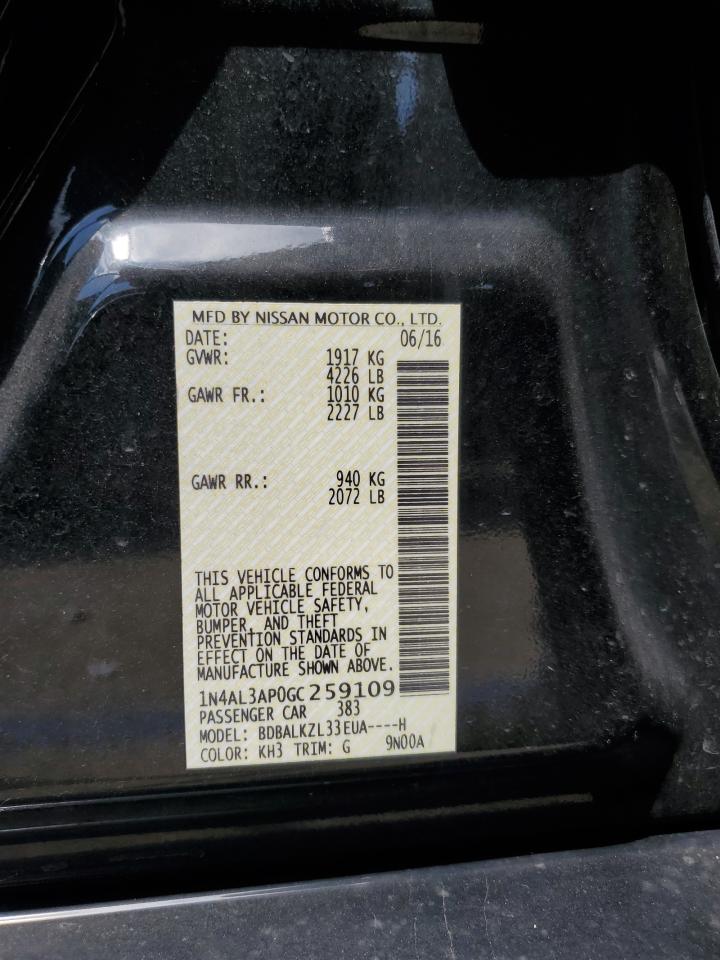 MFD BY NISSAN MOTOR CO., LTD.
DATE: 06/16
GVWR: 1917 KG
4226 LB
GAWR FR.: 1010 KG
2227 LB
GAWR RR.: 940 KG
2072 LB
THIS VEHICLE CONFORMS TO
ALL APPLICABLE FEDERAL
MOTOR VEHICLE SAFETY,
BUMPER, AND THEFT
PREVENTION STANDARDS IN
EFFECT ON THE DATE OF
MANUFACTURE SHOWN ABOVE.
1N4AL3AP0GC259109
PASSENGER CAR 383
MODEL: BDBALKZL33EUA----H
COLOR: KH3 TRIM: G 9N00A